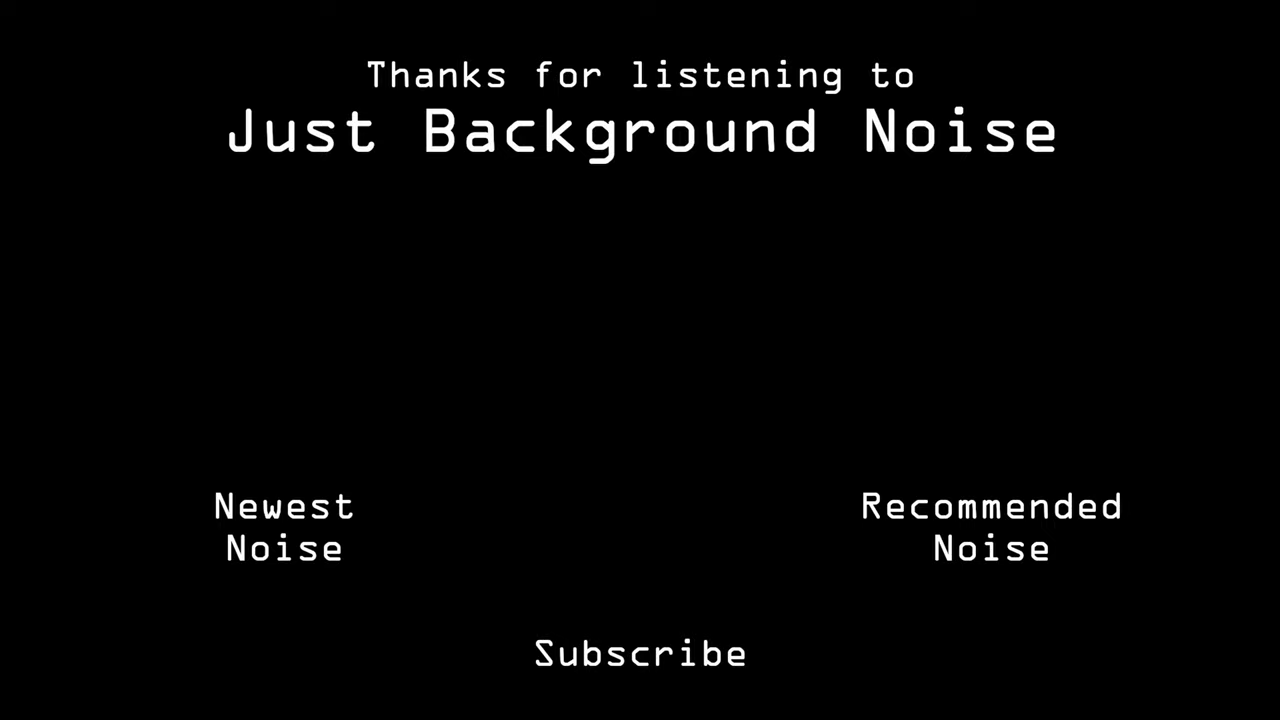 Thanks for listening to
Just Background Noise
Newest
Noise
Recommended
Noise
Subscribe